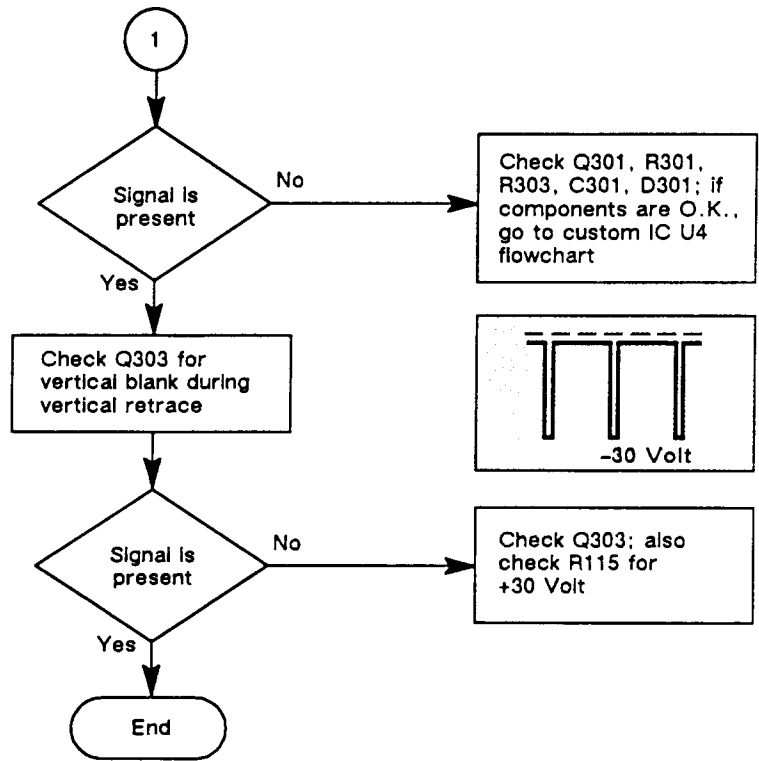 1
Signal is
present
No
Check Q301, R301,
R303, C301, D301; if
components are O.K.,
go to custom IC U4
flowchart
Yes
Check Q303 for
vertical blank during
vertical retrace
-30 Volt
Signal is
present
No
Check Q303; also
check R115 for
+30 Volt
Yes
End